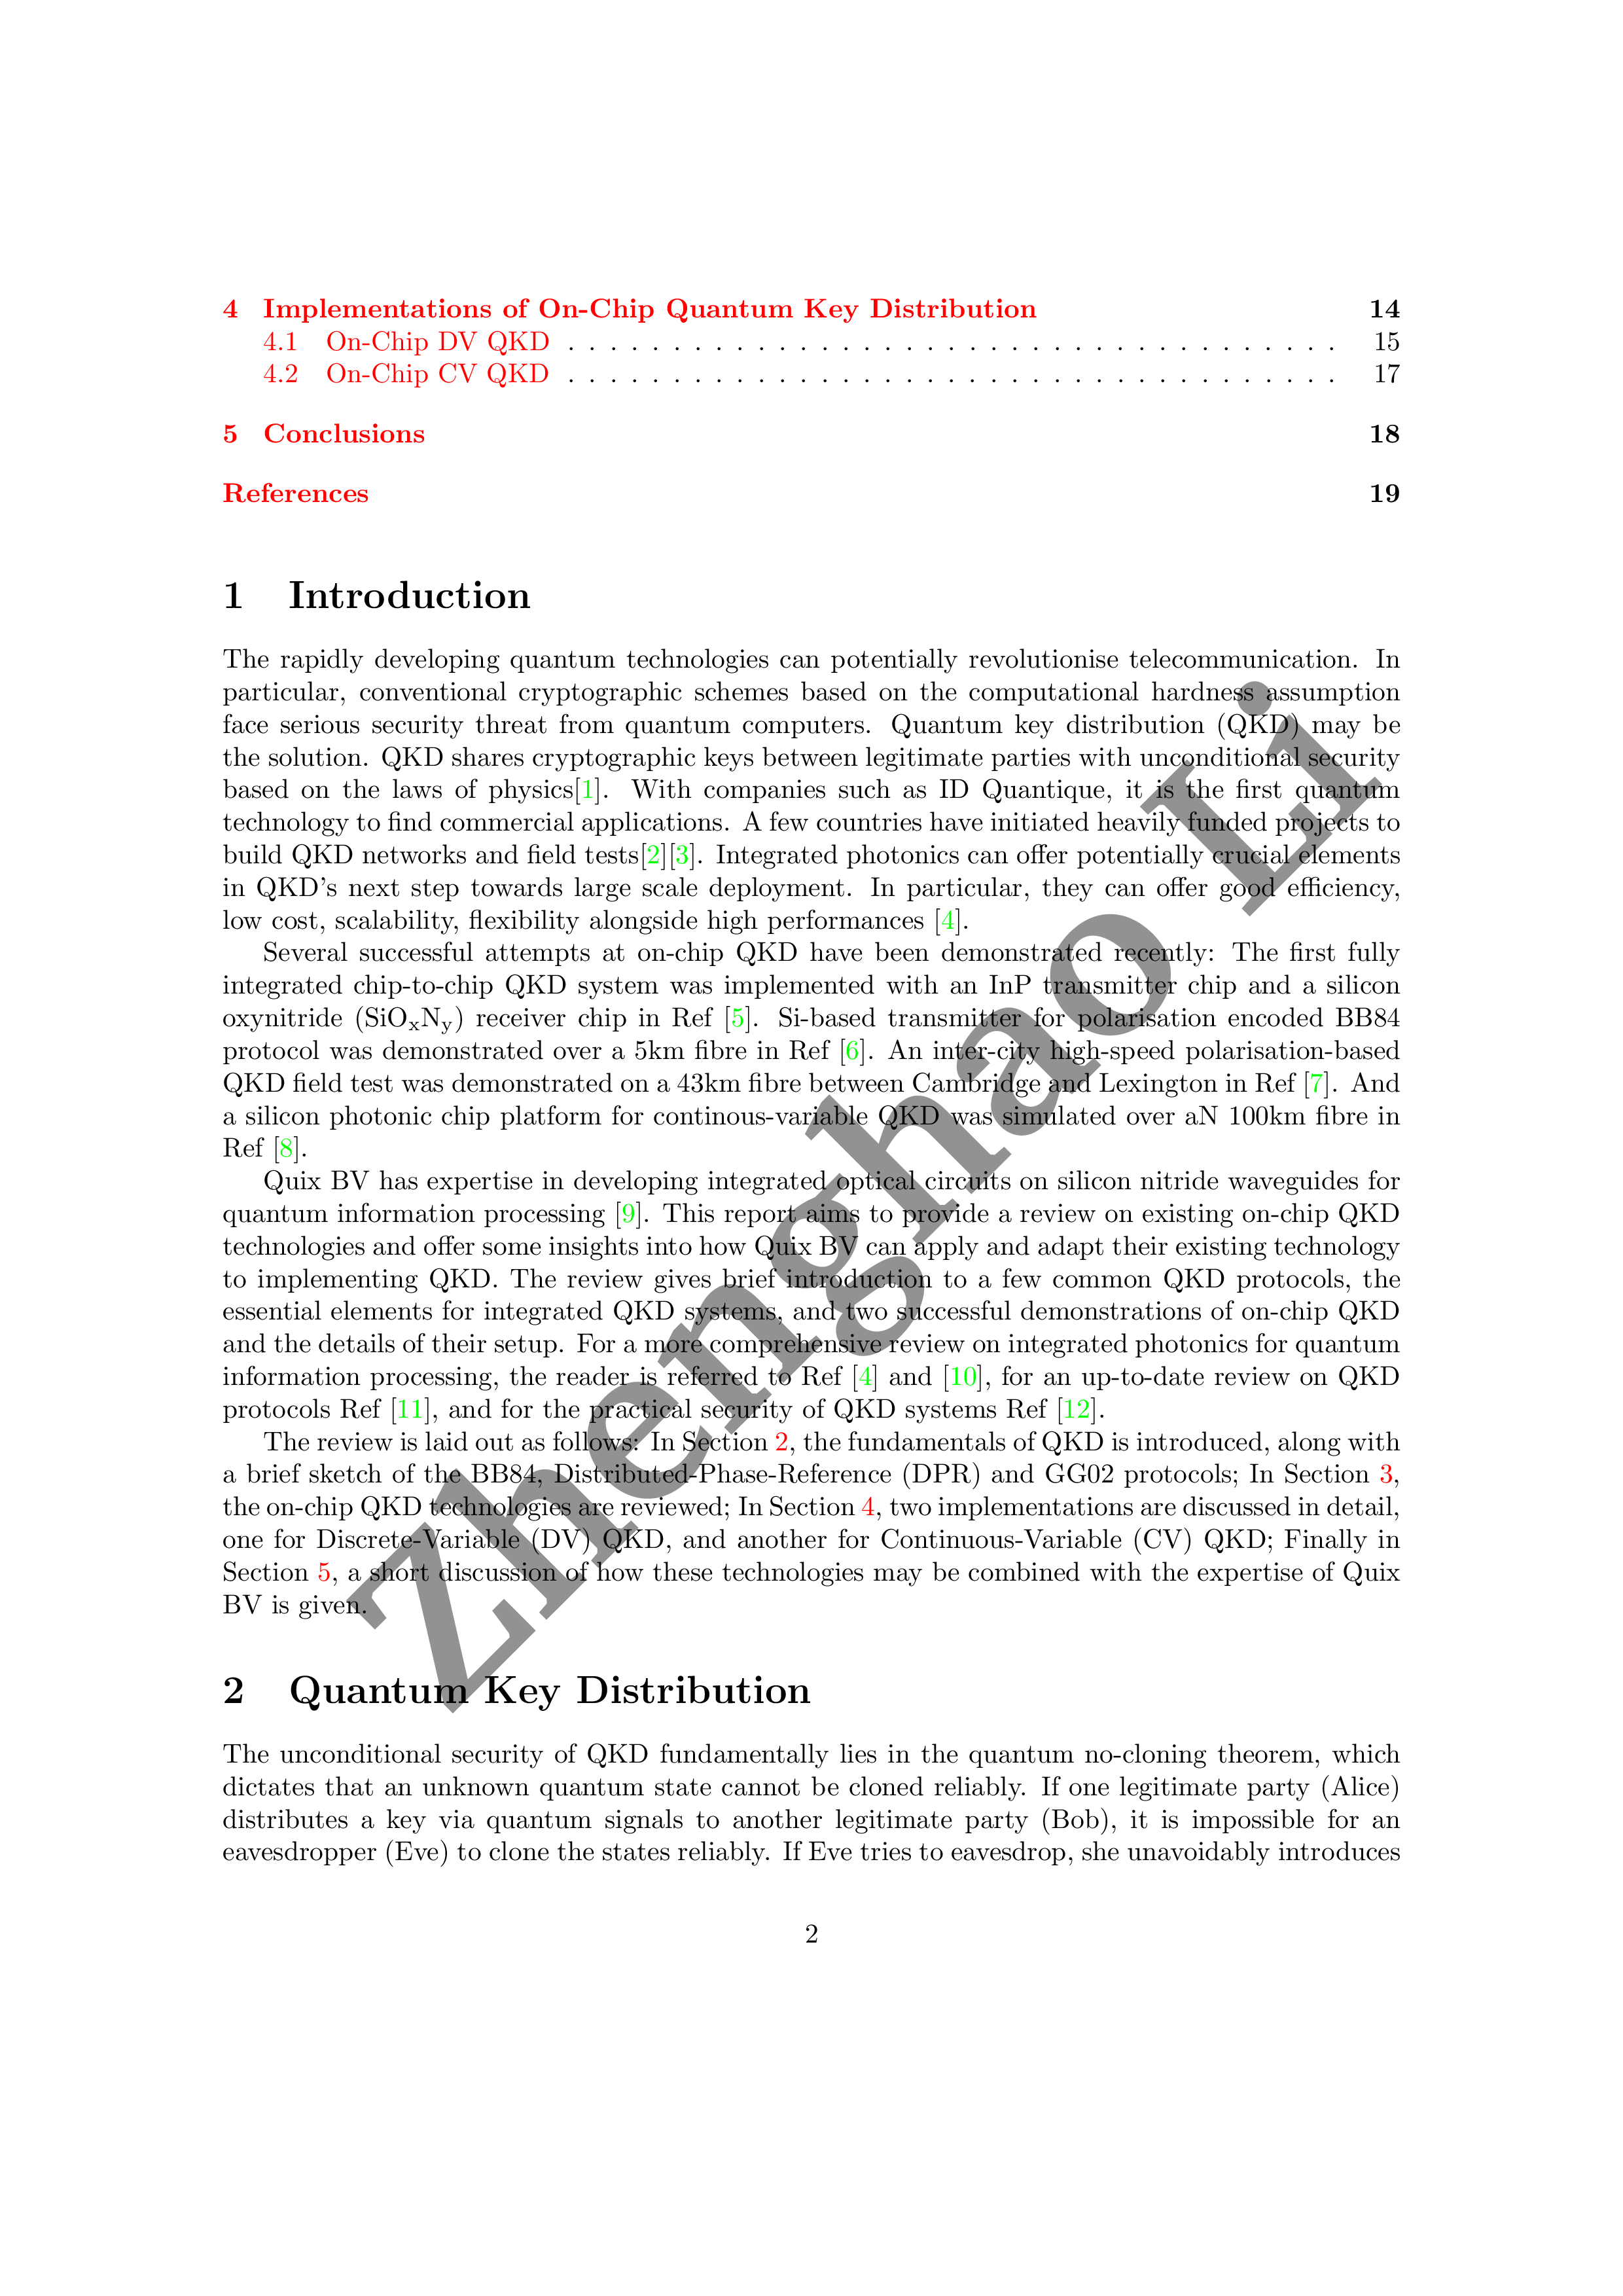 4 Implementations of On-Chip Quantum Key Distribution 14
4.1 On-Chip DV QKD . . . . . . . . . . . . . . . . . . . . . . . . . . . . . . . . . . . . . 15
4.2 On-Chip CV QKD . . . . . . . . . . . . . . . . . . . . . . . . . . . . . . . . . . . . . 17
5 Conclusions 18
References 19
1 Introduction
The rapidly developing quantum technologies can potentially revolutionise telecommunication. In
particular, conventional cryptographic schemes based on the computational hardness assumption
face serious security threat from quantum computers. Quantum key distribution (QKD) may be
the solution. QKD shares cryptographic keys between legitimate parties with unconditional security
based on the laws of physics[1]. With companies such as ID Quantique, it is the first quantum
technology to find commercial applications. A few countries have initiated heavily funded projects to
build QKD networks and field tests[2][3]. Integrated photonics can offer potentially crucial elements
in QKD's next step towards large scale deployment. In particular, they can offer good efficiency,
low cost, scalability, flexibility alongside high performances [4].
Several successful attempts at on-chip QKD have been demonstrated recently: The first fully
integrated chip-to-chip QKD system was implemented with an InP transmitter chip and a silicon
oxynitride (SiOxNy) receiver chip in Ref [5]. Si-based transmitter for polarisation encoded BB84
protocol was demonstrated over a 5km fibre in Ref [6]. An inter-city high-speed polarisation-based
QKD field test was demonstrated on a 43km fibre between Cambridge and Lexington in Ref [7]. And
a silicon photonic chip platform for continous-variable QKD was simulated over aN 100km fibre in
Ref [8].
Quix BV has expertise in developing integrated optical circuits on silicon nitride waveguides for
quantum information processing [9]. This report aims to provide a review on existing on-chip QKD
technologies and offer some insights into how Quix BV can apply and adapt their existing technology
to implementing QKD. The review gives brief introduction to a few common QKD protocols, the
essential elements for integrated QKD systems, and two successful demonstrations of on-chip QKD
and the details of their setup. For a more comprehensive review on integrated photonics for quantum
information processing, the reader is referred to Ref [4] and [10], for an up-to-date review on QKD
protocols Ref [11], and for the practical security of QKD systems Ref [12].
The review is laid out as follows: In Section 2, the fundamentals of QKD is introduced, along with
a brief sketch of the BB84, Distributed-Phase-Reference (DPR) and GG02 protocols; In Section 3,
the on-chip QKD technologies are reviewed; In Section 4, two implementations are discussed in detail,
one for Discrete-Variable (DV) QKD, and another for Continuous-Variable (CV) QKD; Finally in
Section 5, a short discussion of how these technologies may be combined with the expertise of Quix
BV is given.
2 Quantum Key Distribution
The unconditional security of QKD fundamentally lies in the quantum no-cloning theorem, which
dictates that an unknown quantum state cannot be cloned reliably. If one legitimate party (Alice)
distributes a key via quantum signals to another legitimate party (Bob), it is impossible for an
eavesdropper (Eve) to clone the states reliably. If Eve tries to eavesdrop, she unavoidably introduces
2
Zhenghao Li